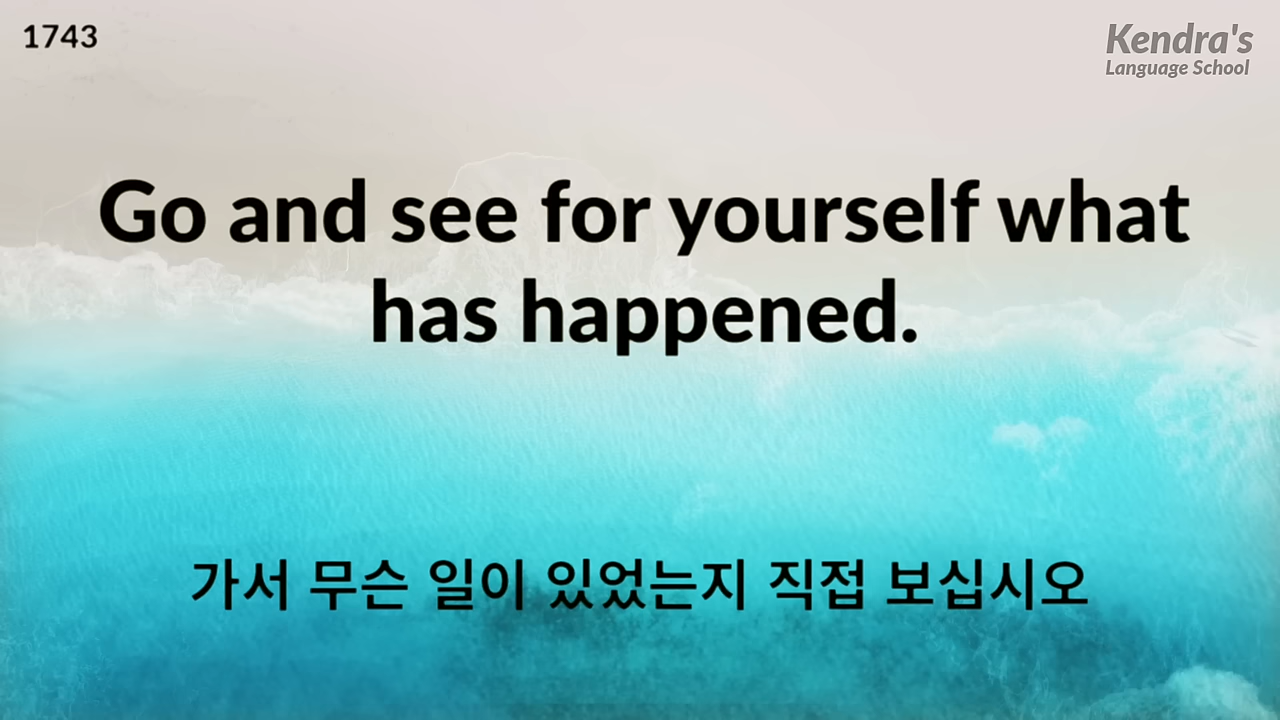 1743
Kendra's
Language School
Go and see for yourself what
has happened.
가서 무슨 일이 있었는지 직접 보십시오